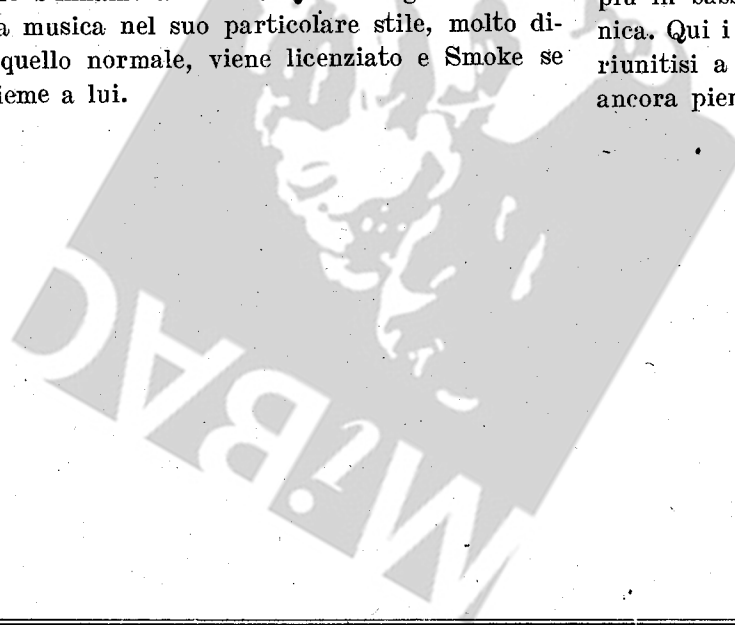 musica nel suo particolare stile, molto di-
quello normale, viene licenziato e Smoke se
ieme a lui.
nica. Qui i
riunitisi a
ancora pien
MiBAC